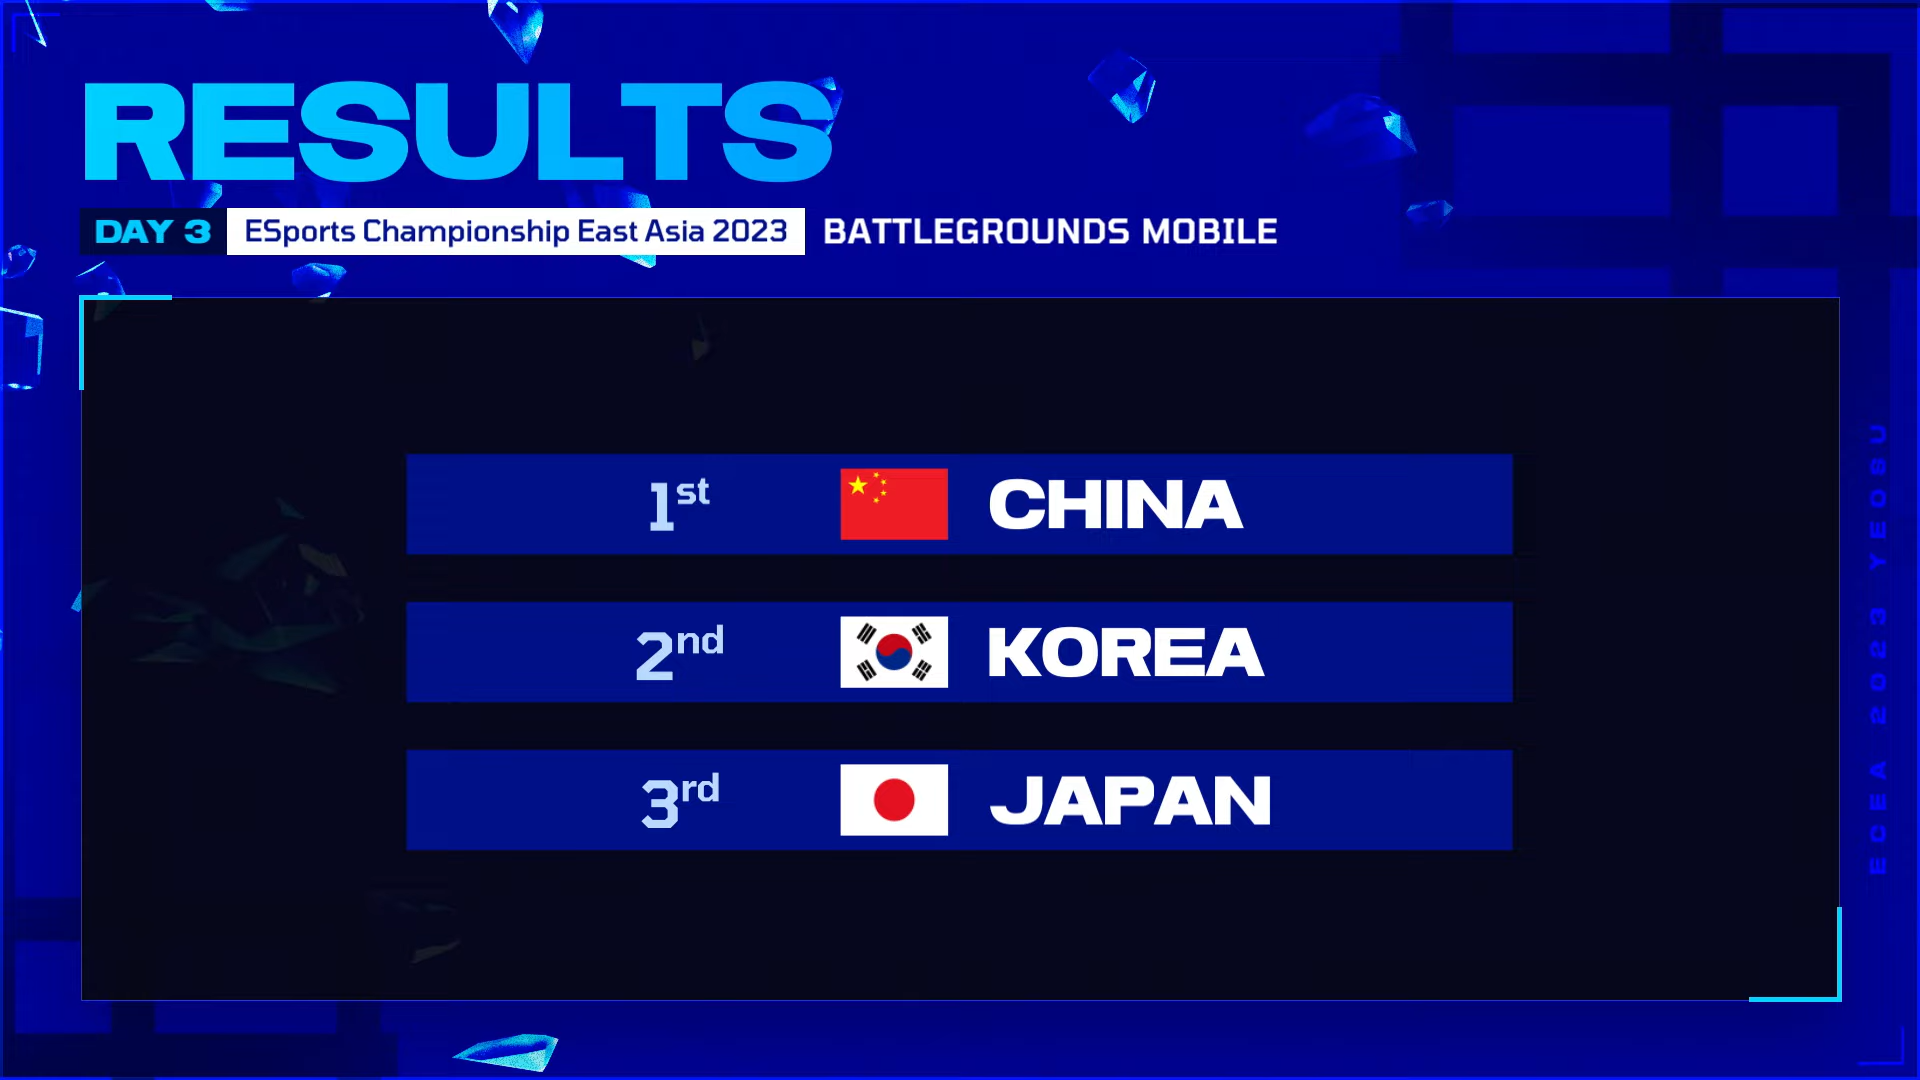 RESULTS
DAY 3 ESports Championship East Asia 2023 BATTLEGROUNDS MOBILE
1st CHINA
2nd KOREA
3rd JAPAN
ECEA 2023 YEOSU